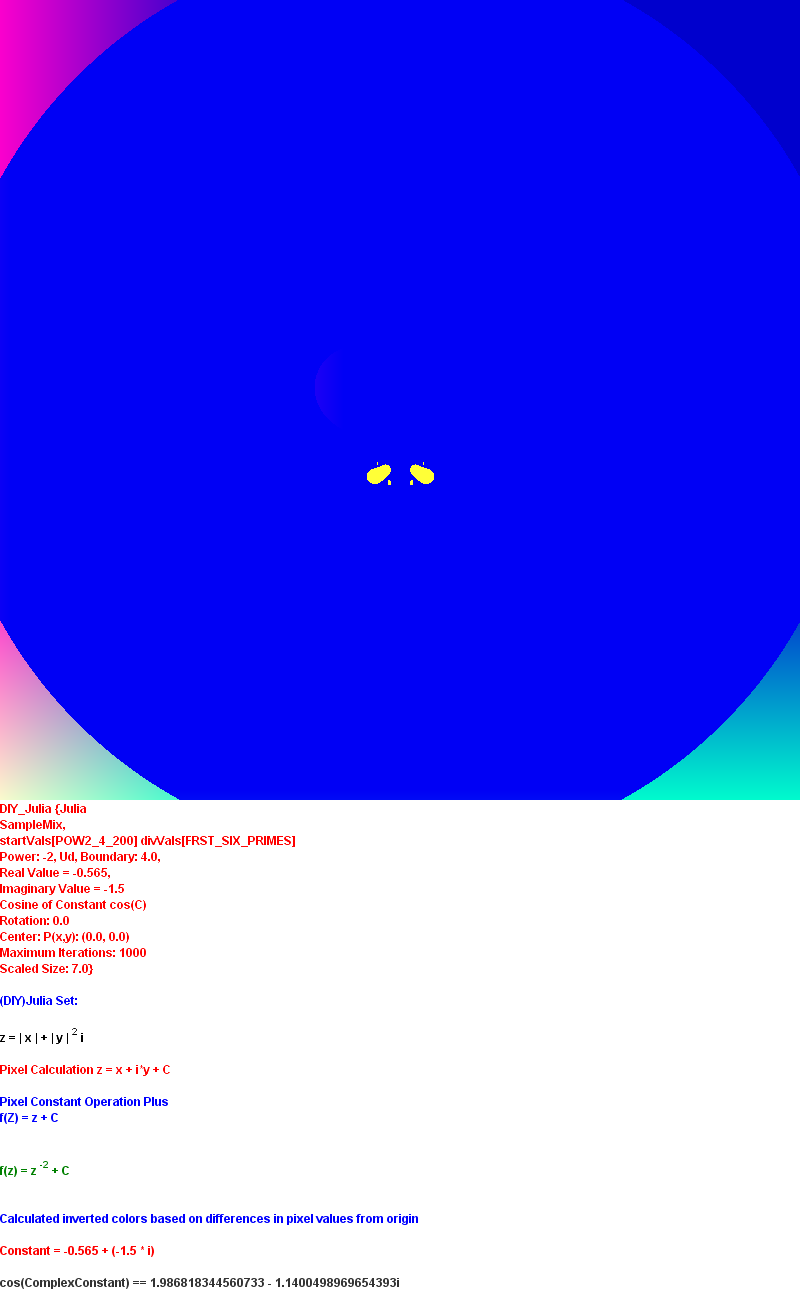 DIY_Julia {Julia
SampleMix,
startVals[POW2_4_200] divVals[FRST_SIX_PRIMES]
Power: -2, Ud, Boundary: 4.0,
Real Value = -0.565,
Imaginary Value = -1.5
Cosine of Constant cos(C)
Rotation: 0.0
Center: P(x,y): (0.0, 0.0)
Maximum Iterations: 1000
Scaled Size: 7.0}
(DIY)Julia Set:
z = | x | + | y | 2 i
Pixel Calculation z = x + i*y + C
Pixel Constant Operation Plus
f(Z) = z + C
f(z) = z -2 + C
Calculated inverted colors based on differences in pixel values from origin
Constant = -0.565 + (-1.5 * i)
cos(ComplexConstant) == 1.986818344560733 - 1.1400498969654393i